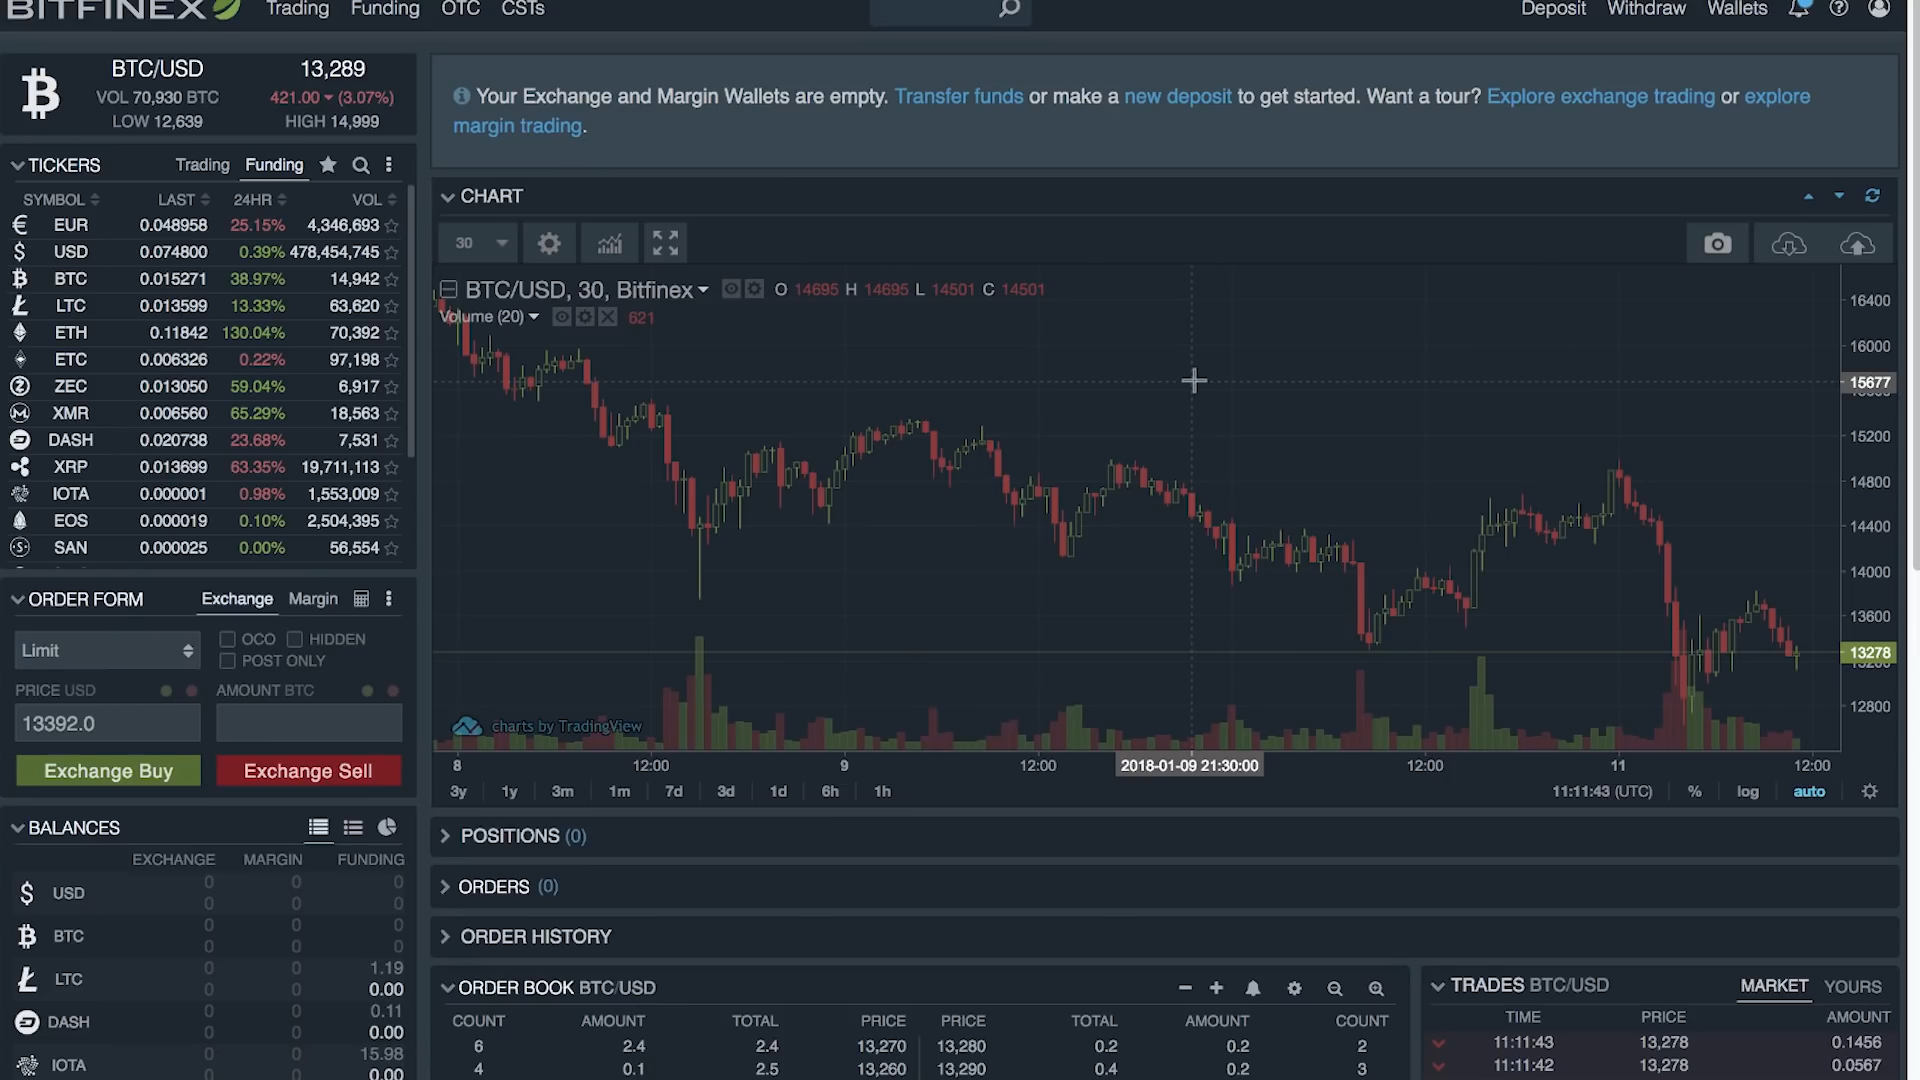 BITFINEX Trading Funding OTC CSTs Deposit Withdraw Wallets
BTC/USD 13,289
VOL 70,930 BTC 421.00 (3.07%)
LOW 12,639 HIGH 14,999
Your Exchange and Margin Wallets are empty. Transfer funds or make a new deposit to get started. Want a tour? Explore exchange trading or explore
margin trading.
TICKERS Trading Funding
SYMBOL LAST 24HR VOL
EUR 0.048958 25.15% 4,346,693
USD 0.074800 0.39% 478,454,745
BTC 0.015271 38.97% 14,942
LTC 0.013599 13.33% 63,620
ETH 0.11842 130.04% 70,392
ETC 0.006326 0.22% 97,198
ZEC 0.013050 59.04% 6,917
XMR 0.006560 65.29% 18,563
DASH 0.020738 23.68% 7,531
XRP 0.013699 63.35% 19,711,113
IOTA 0.000001 0.98% 1,553,009
EOS 0.000019 0.10% 2,504,395
SAN 0.000025 0.00% 56,554
ORDER FORM Exchange Margin
Limit OCO HIDDEN
POST ONLY
PRICE USD AMOUNT BTC
13392.0
Exchange Buy Exchange Sell
BALANCES
EXCHANGE MARGIN FUNDING
0 0 0
USD
0 0 0
0 0 0
BTC
0 0 0
0 0 1.19
LTC
0 0 0.00
0 0 0.11
DASH
0 0 0.00
0 0 15.98
IOTA
0 0 0.00
CHART
30
BTC/USD, 30, Bitfinex O 14695 H 14695 L 14501 C 14501
Volume (20) 621
16400
16000
15677
15200
14800
14400
14000
13600
13278
12800
charts by TradingView
8 12:00 9 12:00 2018-01-09 21:30:00 12:00 11 12:00
3y 1y 3m 1m 7d 3d 1d 6h 1h 11:11:43 (UTC) % log auto
POSITIONS (0)
ORDERS (0)
ORDER HISTORY
ORDER BOOK BTC/USD
COUNT AMOUNT TOTAL PRICE PRICE TOTAL AMOUNT COUNT
6 2.4 2.4 13,270 13,280 0.2 0.2 2
4 0.1 2.5 13,260 13,290 0.4 0.2 3
TRADES BTC/USD MARKET YOURS
TIME PRICE AMOUNT
11:11:43 13,278 0.1456
11:11:42 13,278 0.0567